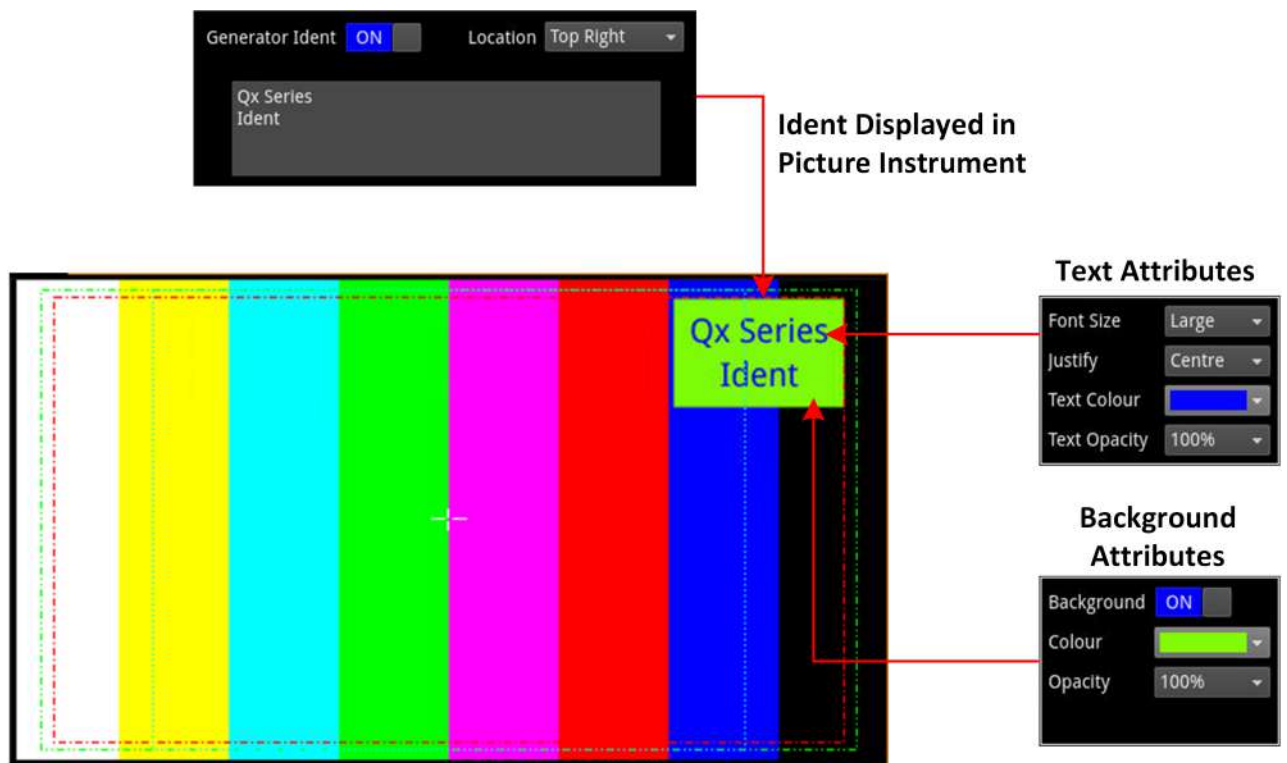 Generator Ident ON Location Top Right
Qx Series
Ident
Ident Displayed in
Picture Instrument
Qx Series
Ident
Text Attributes
Font Size Large
Justify Centre
Text Colour
Text Opacity 100%
Background
Attributes
Background ON
Colour
Opacity 100%